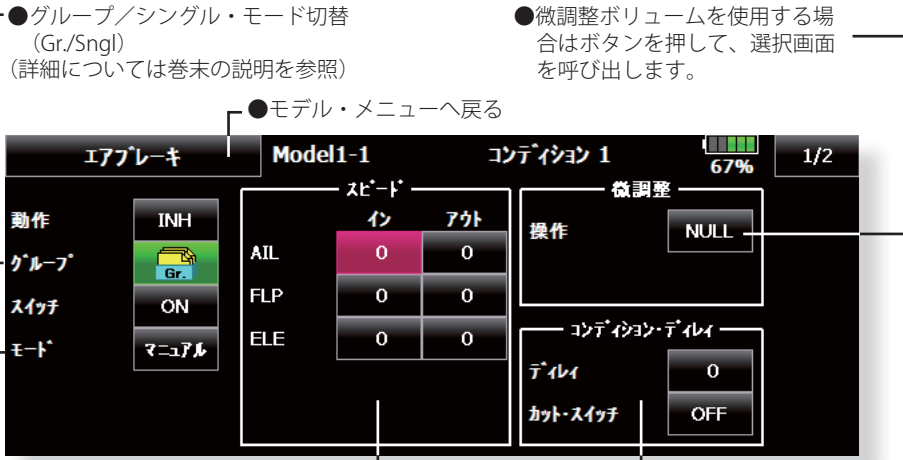 ●グループ／シングル・モード切替
（Gr./Sngl）
（詳細については巻末の説明を参照）
●微調整ボリュームを使用する場
合はボタンを押して、選択画面
を呼び出します。
●モデル・メニューへ戻る
エアブレーキ Model1-1 コンディション 1 67% 1/2
動作 INH
グループ Gr.
スイッチ ON
モード マニュアル
スピード
イン アウト
AIL 0 0
FLP 0 0
ELE 0 0
微調整
操作 NULL
コンディション・ディレイ
ディレイ 0
カット・スイッチ OFF